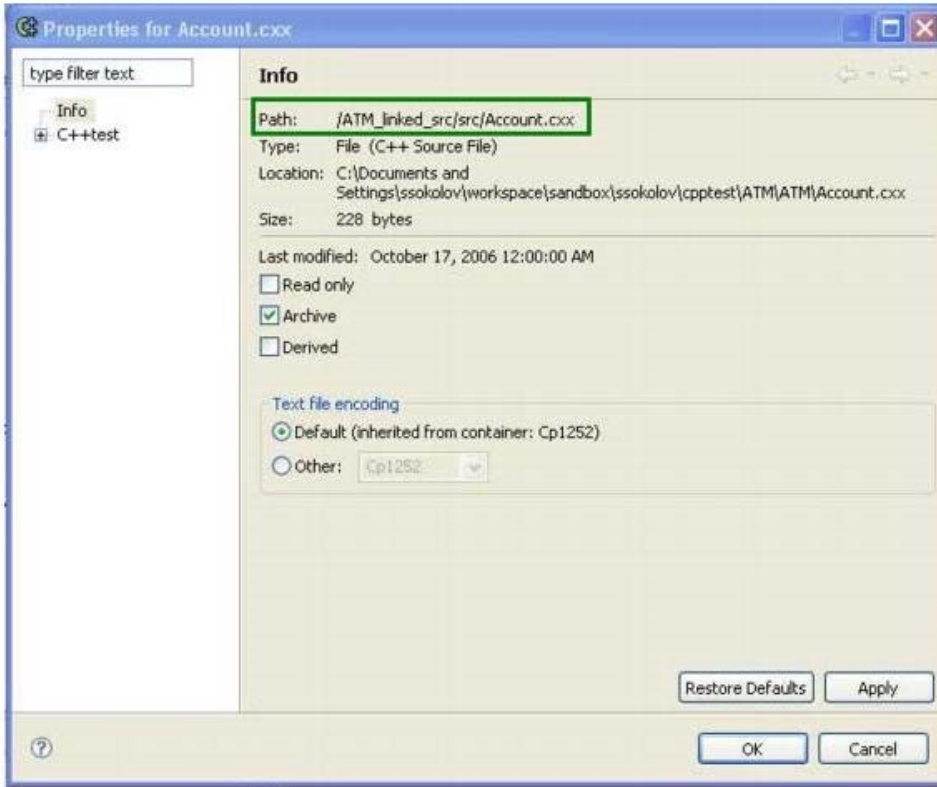 Properties for Account.cxx
type filter text
Info
C++test
Info
Path: /ATM_linked_src/src/Account.cxx
Type: File (C++ Source File)
Location: C:\Documents and
Settings\ssokolov\workspace\sandbox\ssokolov\cpptest\ATM\ATM\Account.cxx
Size: 228 bytes
Last modified: October 17, 2006 12:00:00 AM
Read only
Archive
Derived
Text file encoding
Default (inherited from container: Cp1252)
Other: Cp1252
Restore Defaults Apply
OK Cancel